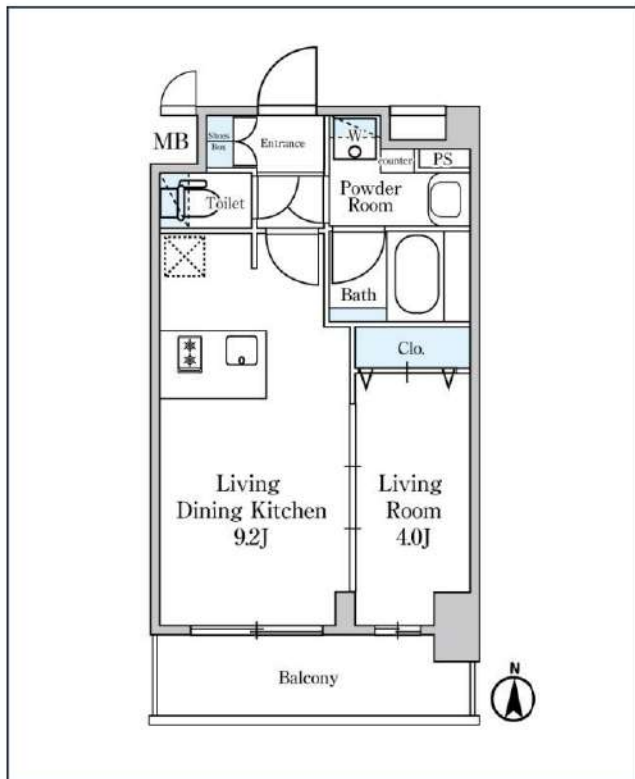 MB
Shoes
Box
Entrance
W
counter
PS
Toilet
Powder
Room
Bath
Clo.
Living
Dining Kitchen
9.2J
Living
Room
4.0J
Balcony
N